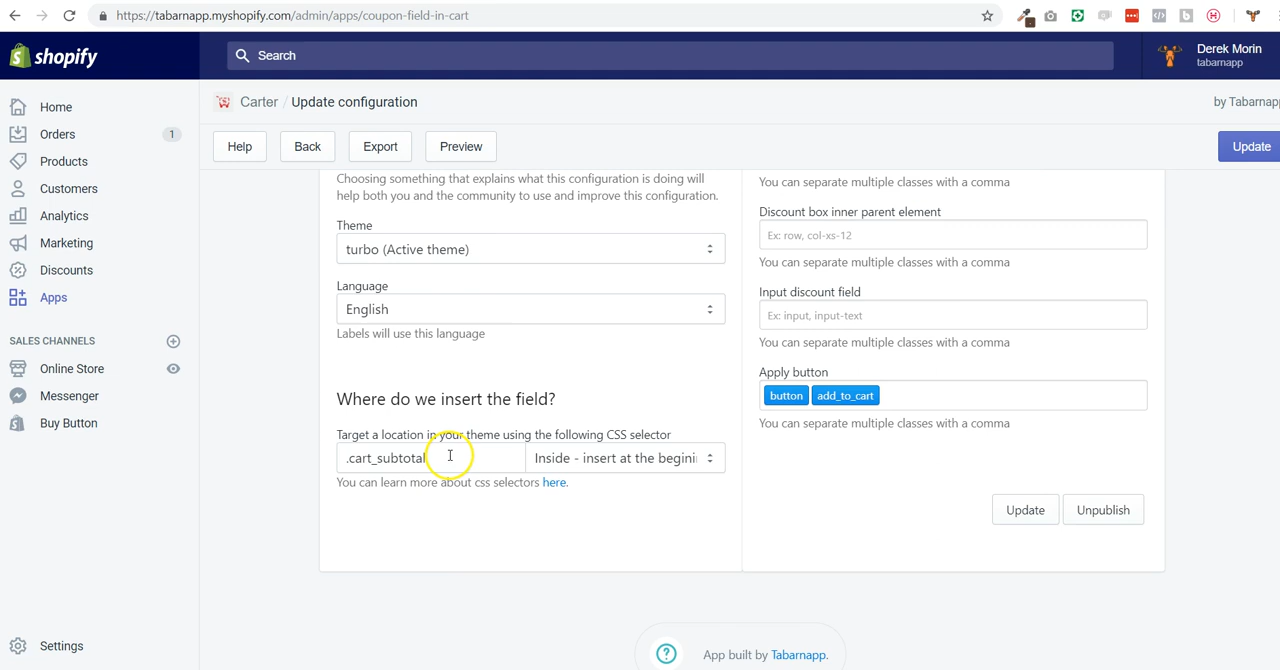 https://tabarnapp.myshopify.com/admin/apps/coupon-field-in-cart
shopify
Search
Derek Morin
tabarnapp
Home
Orders
1
Products
Customers
Analytics
Marketing
Discounts
Apps
SALES CHANNELS
Online Store
Messenger
Buy Button
Settings
Carter / Update configuration
by Tabarnapp
Help
Back
Export
Preview
Update
Choosing something that explains what this configuration is doing will
help both you and the community to use and improve this configuration.
Theme
turbo (Active theme)
Language
English
Labels will use this language
Where do we insert the field?
Target a location in your theme using the following CSS selector
.cart_subtotal
Inside - insert at the begini
You can learn more about css selectors here.
You can separate multiple classes with a comma
Discount box inner parent element
Ex: row, col-xs-12
You can separate multiple classes with a comma
Input discount field
Ex: input, input-text
You can separate multiple classes with a comma
Apply button
button
add_to_cart
You can separate multiple classes with a comma
Update
Unpublish
App built by Tabarnapp.